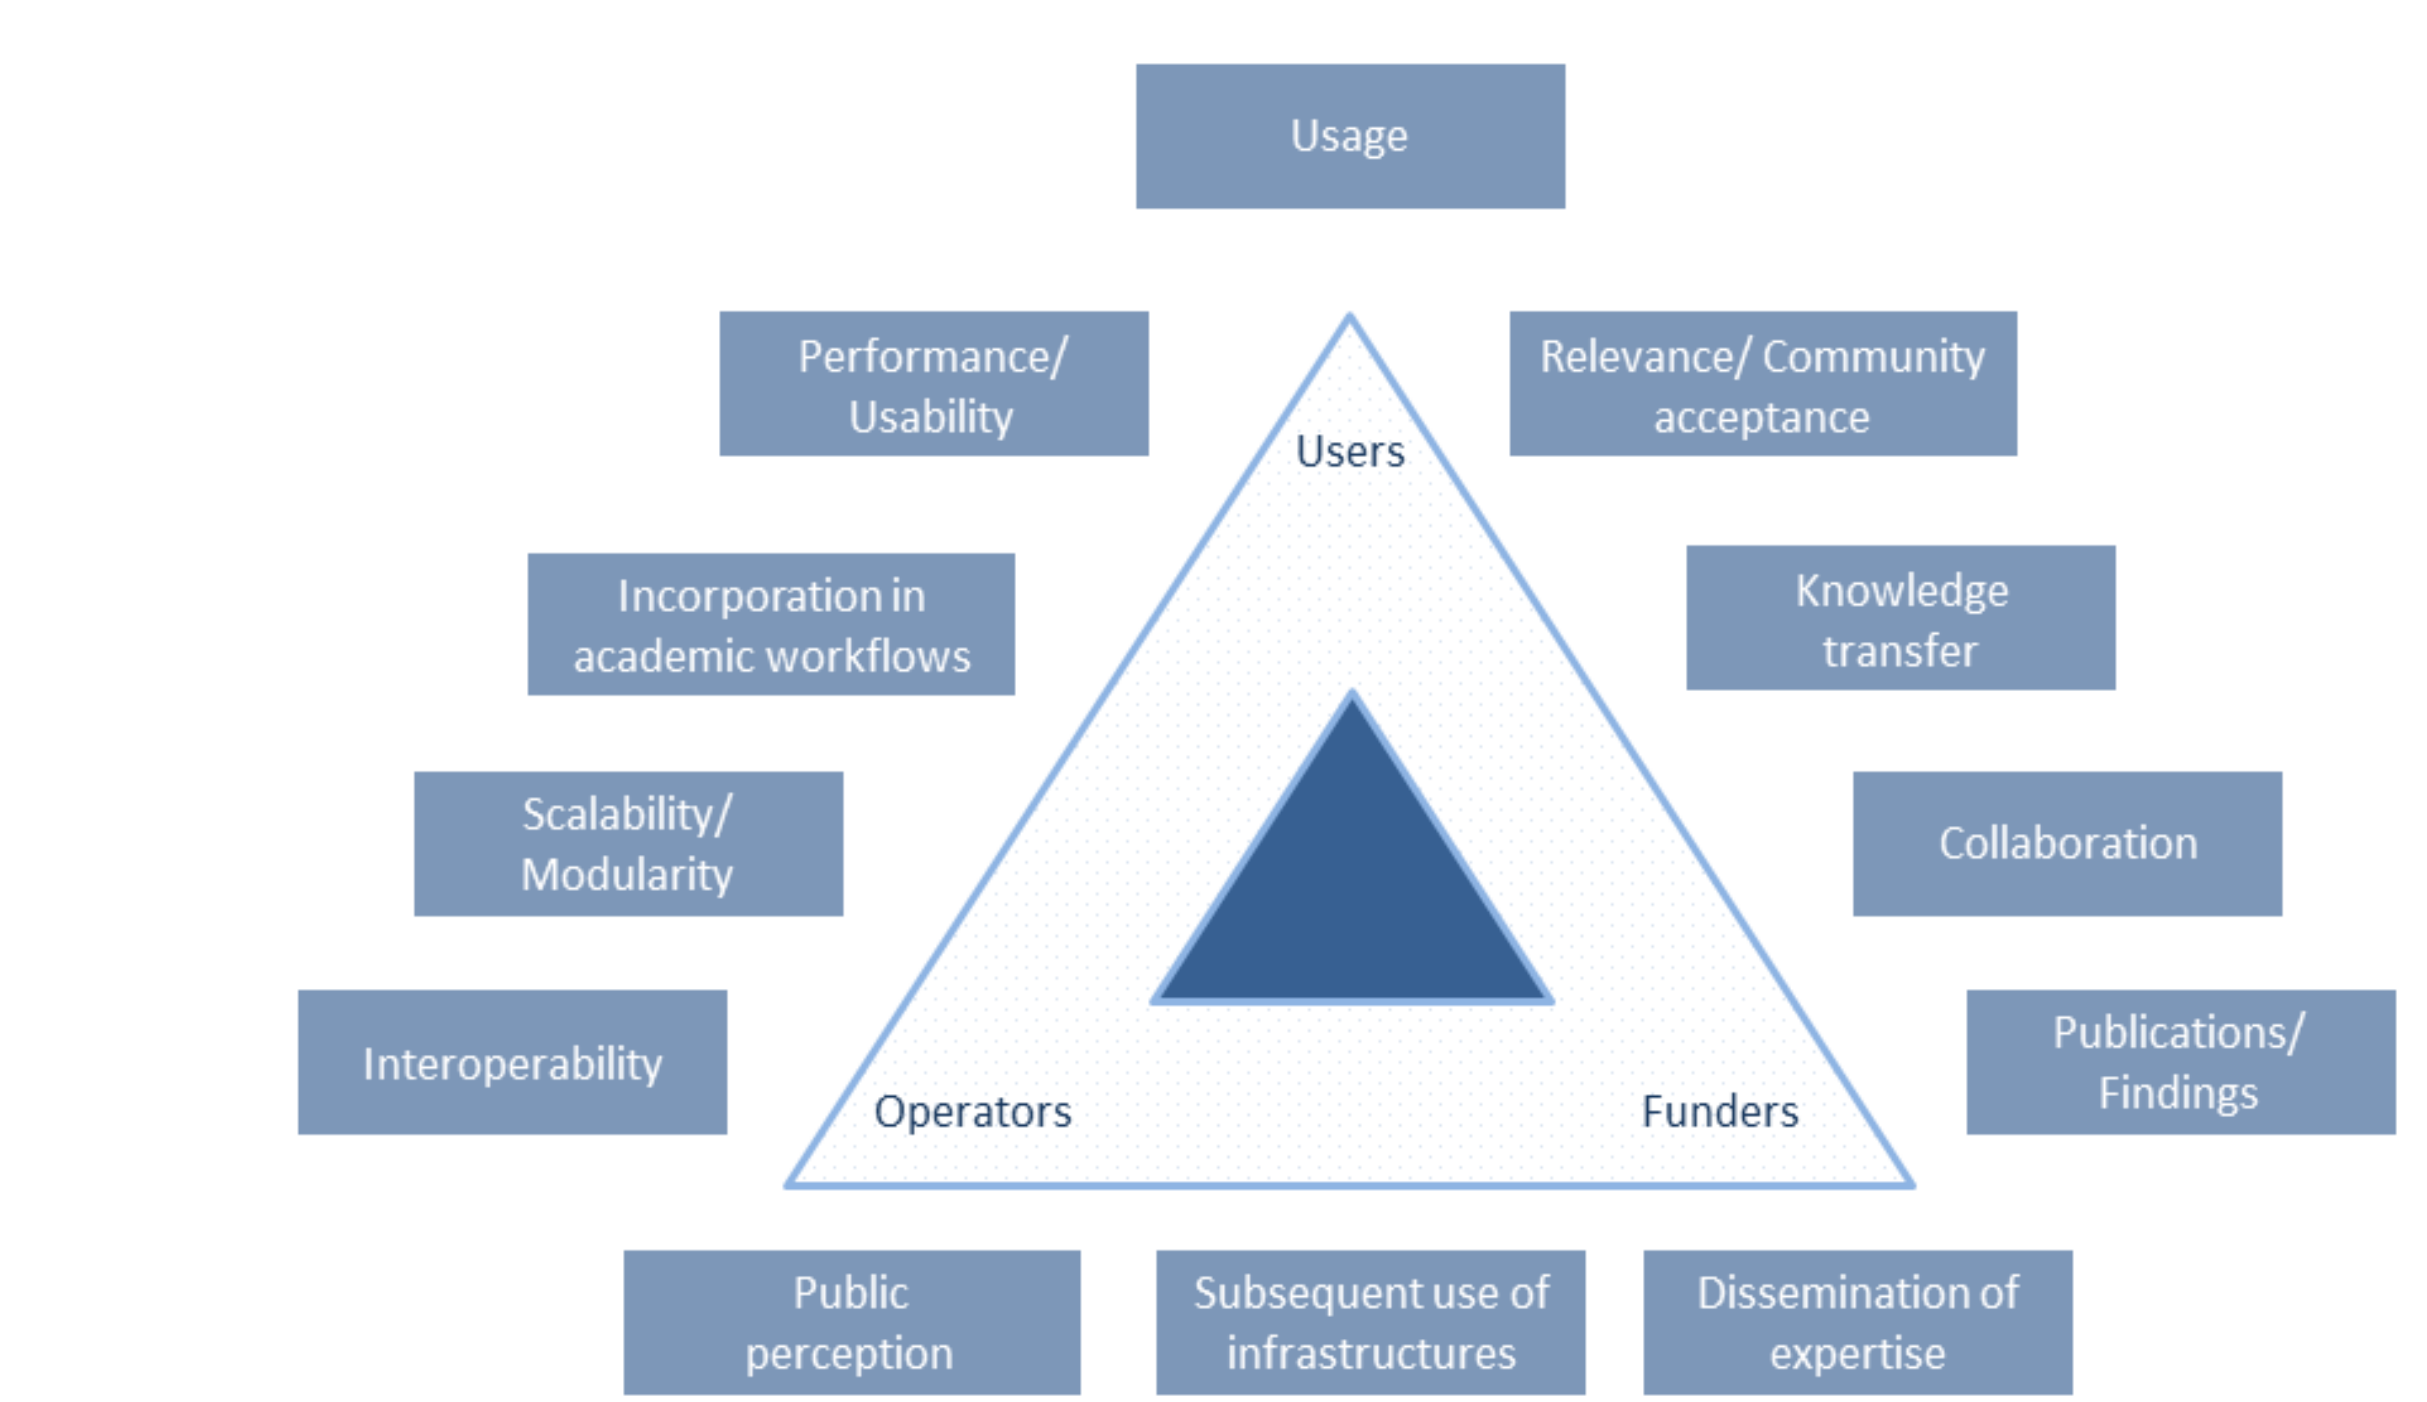 Usage
Performance/
Usability
Relevance/ Community
acceptance
Users
Incorporation in
academic workflows
Knowledge
transfer
Scalability/
Modularity
Collaboration
Interoperability
Publications/
Findings
Operators
Funders
Public
perception
Subsequent use of
infrastructures
Dissemination of
expertise